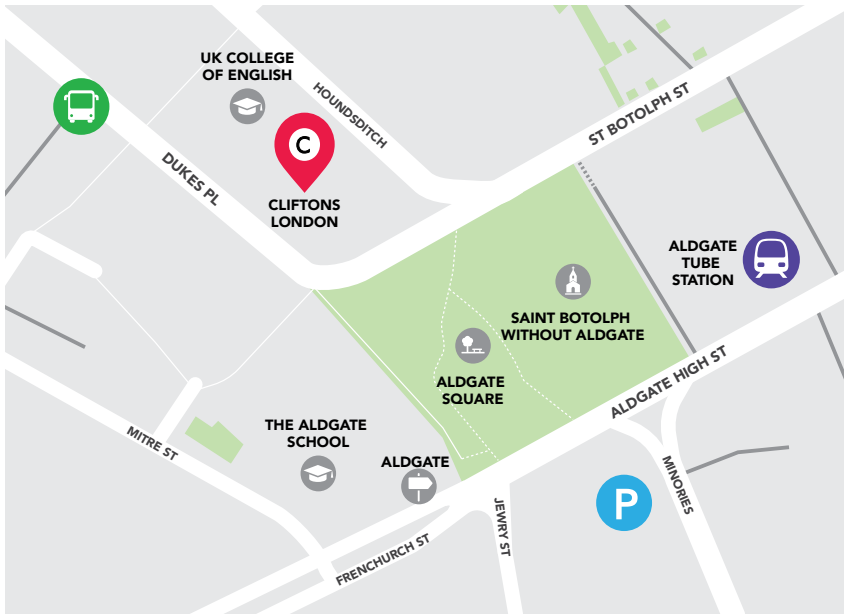 UK COLLEGE
OF ENGLISH
HOUNDSDITCH
ST BOTOLPH ST
C
DUKES PL
CLIFTONS
LONDON
ALDGATE
TUBE
STATION
SAINT BOTOLPH
WITHOUT ALDGATE
ALDGATE
SQUARE
ALDGATE HIGH ST
MITRE ST
THE ALDGATE
SCHOOL
ALDGATE
MINORIES
P
JEWRY ST
FRENCHURCH ST